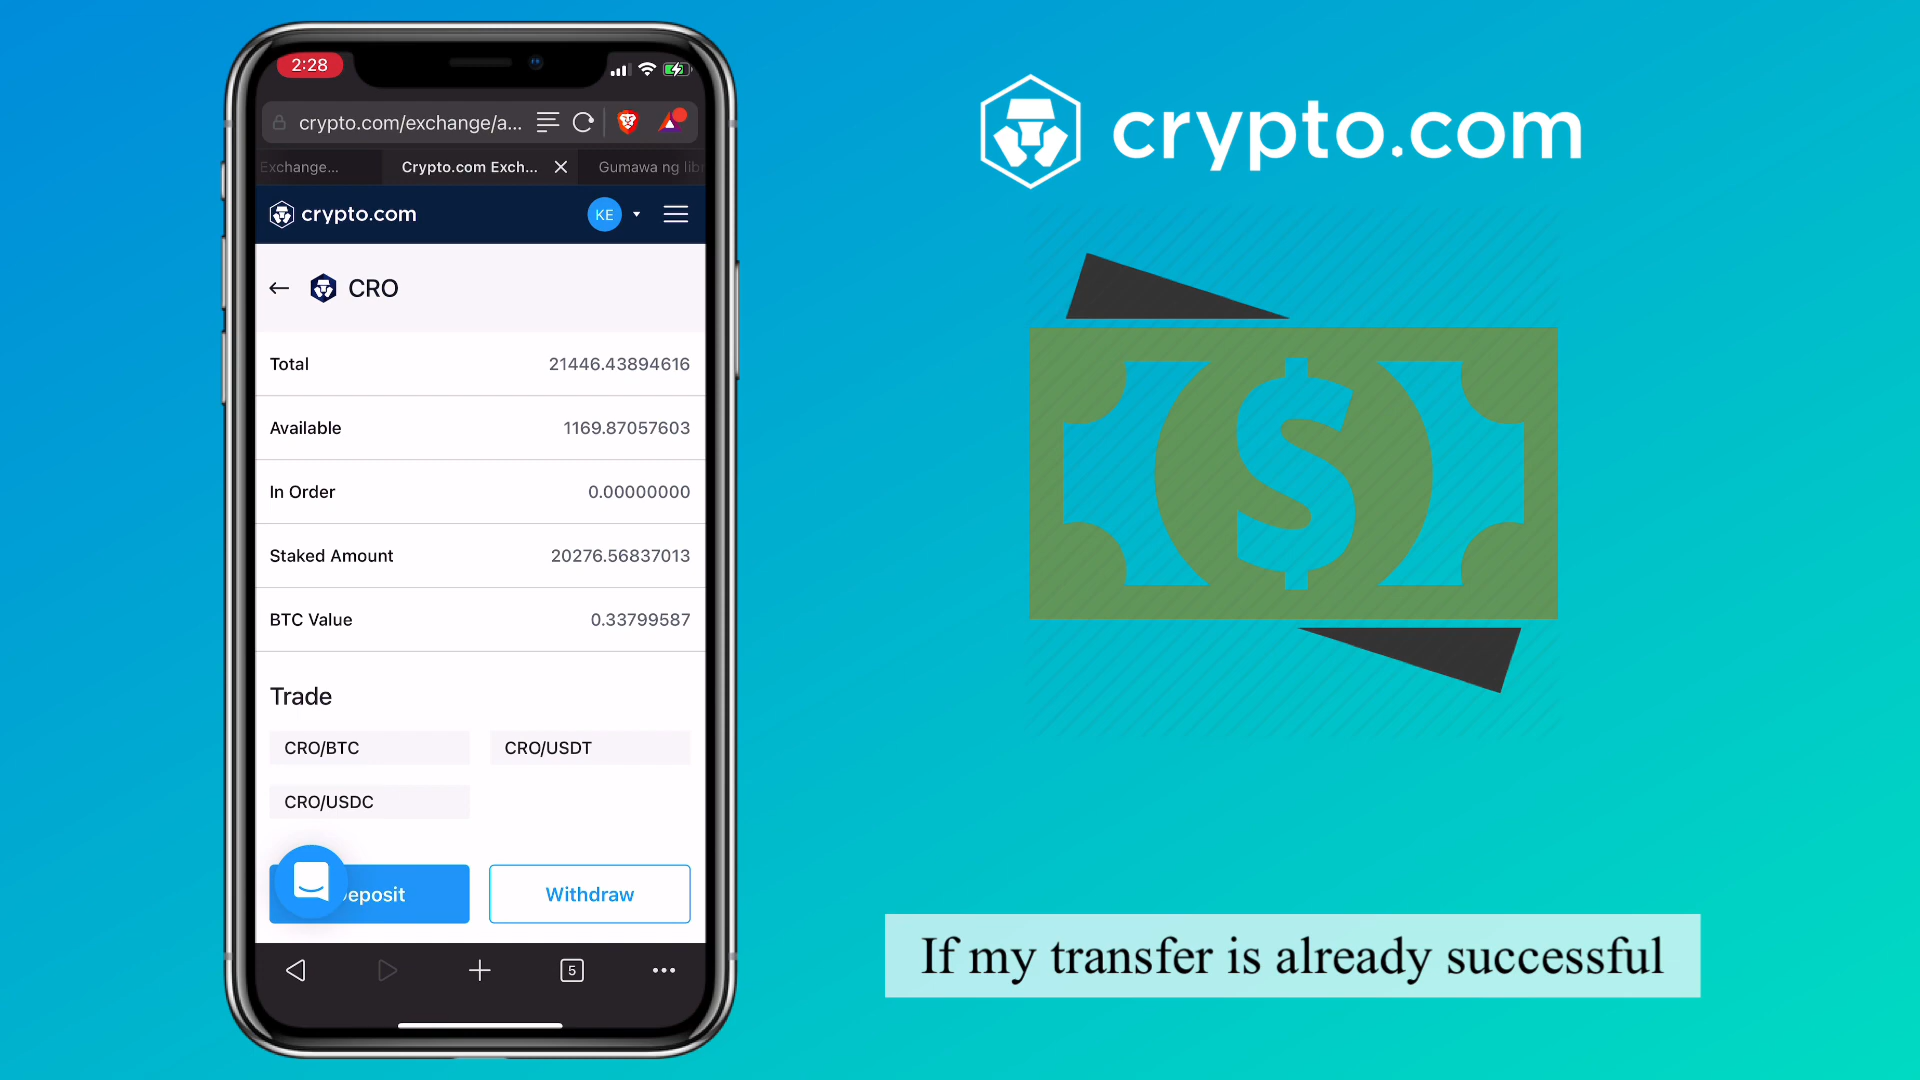 2:28
crypto.com/exchange/a...
Exchange...
Crypto.com Exch...
Gumawa ng lib
crypto.com
KE
CRO
Total 21446.43894616
Available 1169.87057603
In Order 0.00000000
Staked Amount 20276.56837013
BTC Value 0.33799587
Trade
CRO/BTC
CRO/USDT
CRO/USDC
eposit
Withdraw
5
crypto.com
$
If my transfer is already successful